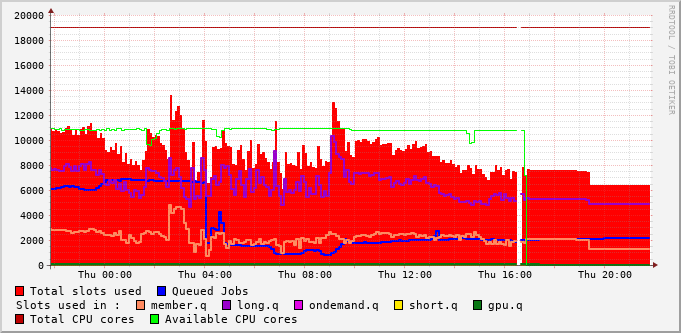 RRDTOOL / TOBI OETIKER
20000
18000
16000
14000
12000
10000
8000
6000
4000
2000
0
Thu 00:00 Thu 04:00 Thu 08:00 Thu 12:00 Thu 16:00 Thu 20:00
Total slots used Queued Jobs
Slots used in : member.q long.q ondemand.q short.q gpu.q
Total CPU cores Available CPU cores